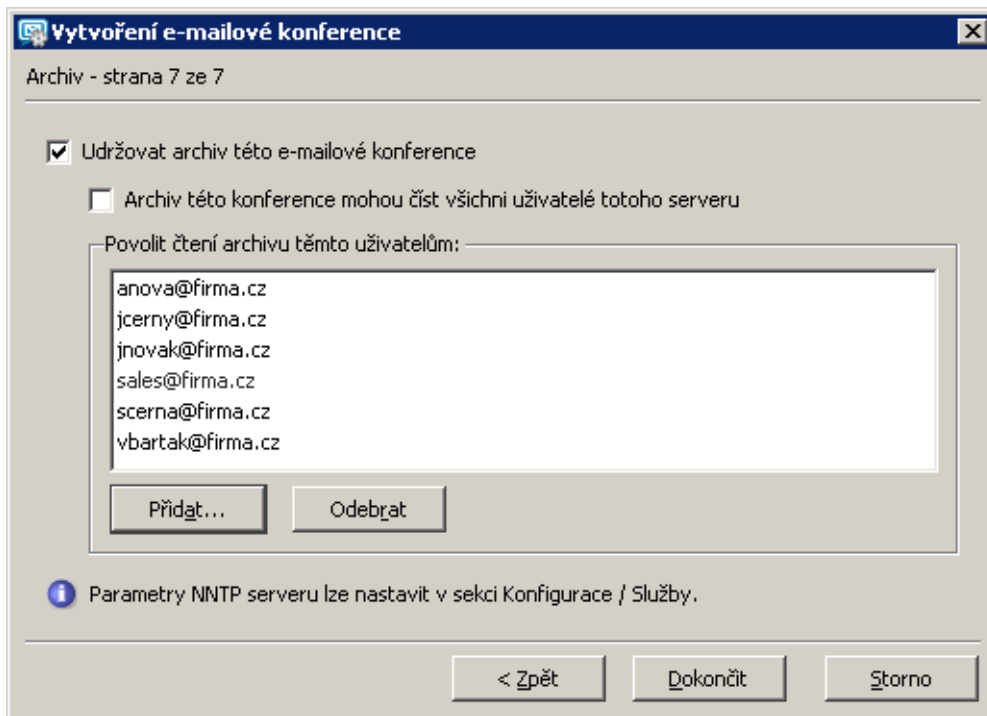 Vytvoření e-mailové konference
Archiv - strana 7 ze 7
Udržovat archiv této e-mailové konference
Archiv této konference mohou číst všichni uživatelé totoho serveru
Povolit čtení archivu těmto uživatelům:
anova@firma.cz
jcerny@firma.cz
jnovak@firma.cz
sales@firma.cz
scerna@firma.cz
vbartak@firma.cz
Přidat... Odebrat
Parametry NNTP serveru lze nastavit v sekci Konfigurace / Služby.
< Zpět Dokončit Storno